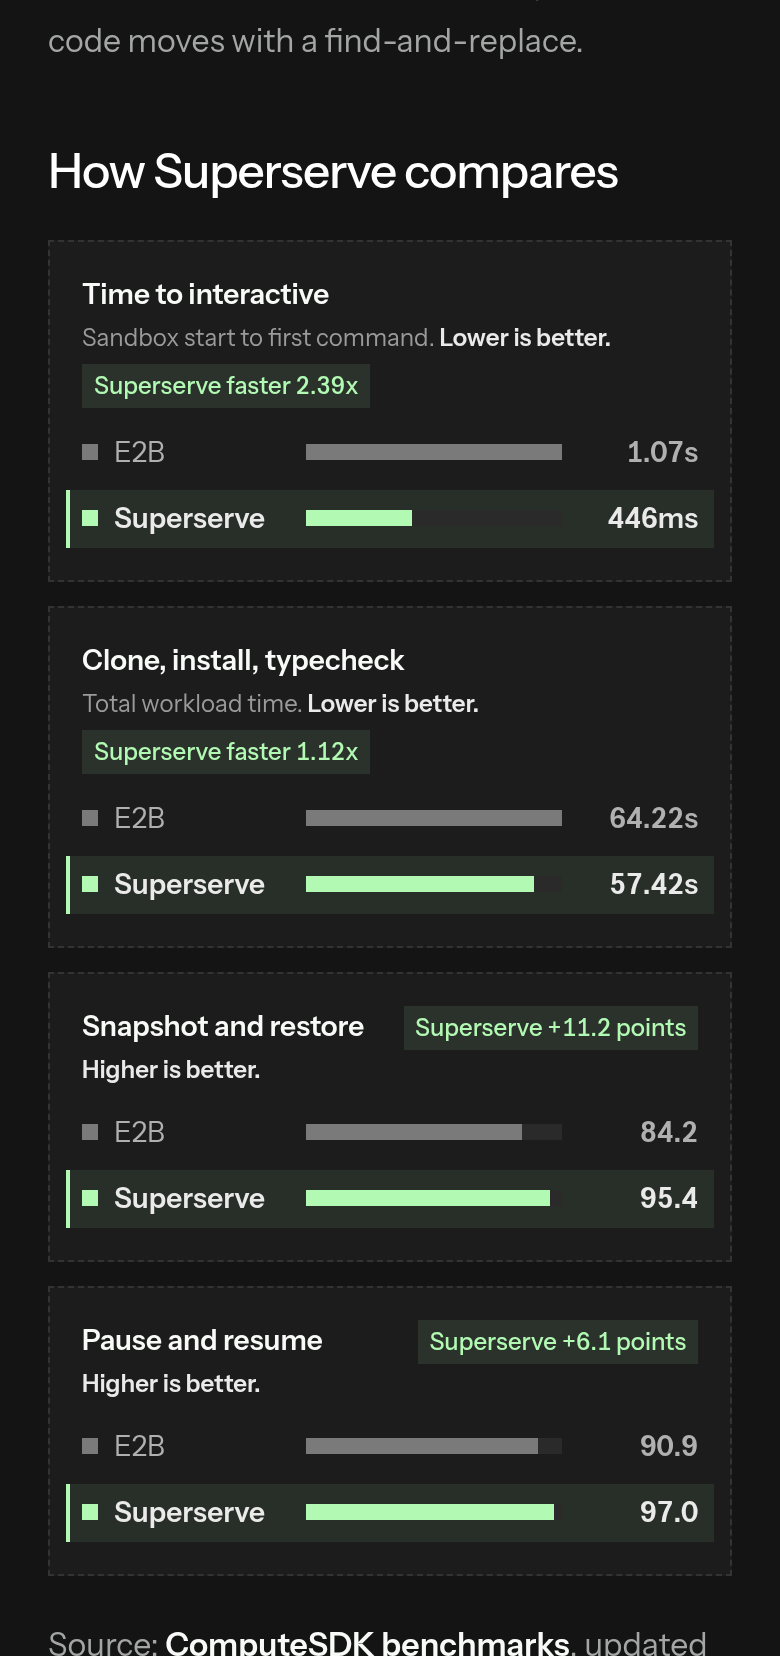 code moves with a find-and-replace.
How Superserve compares
Time to interactive
Sandbox start to first command. Lower is better.
Superserve faster 2.39x
E2B 1.07s
Superserve 446ms
Clone, install, typecheck
Total workload time. Lower is better.
Superserve faster 1.12x
E2B 64.22s
Superserve 57.42s
Snapshot and restore Superserve +11.2 points
Higher is better.
E2B 84.2
Superserve 95.4
Pause and resume Superserve +6.1 points
Higher is better.
E2B 90.9
Superserve 97.0
Source: ComputeSDK benchmarks, updated